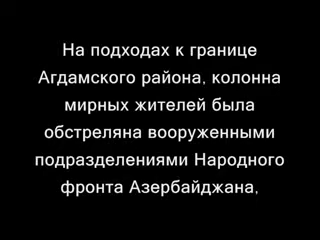 На подходах к границе
Агдамского района, колонна
мирных жителей была
обстреляна вооруженными
подразделениями Народного
фронта Азербайджана,